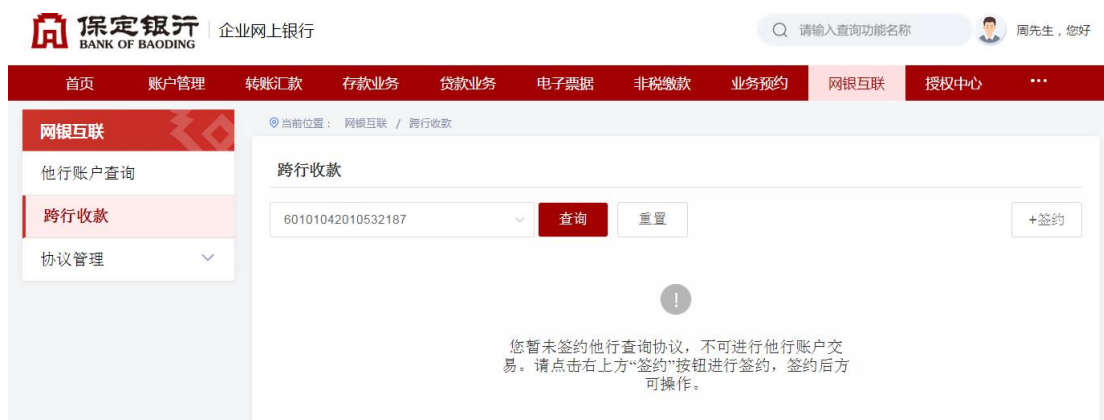 保定银行
BANK OF BAODING
企业网上银行
请输入查询功能名称
周先生，您好
首页 账户管理 转账汇款 存款业务 贷款业务 电子票据 非税缴款 业务预约 网银互联 授权中心 ···
网银互联
他行账户查询
跨行收款
协议管理
当前位置： 网银互联 / 跨行收款
跨行收款
60101042010532187 查询 重置 +签约
!
您暂未签约他行查询协议，不可进行他行账户交
易。请点击右上方“签约”按钮进行签约，签约后方
可操作。